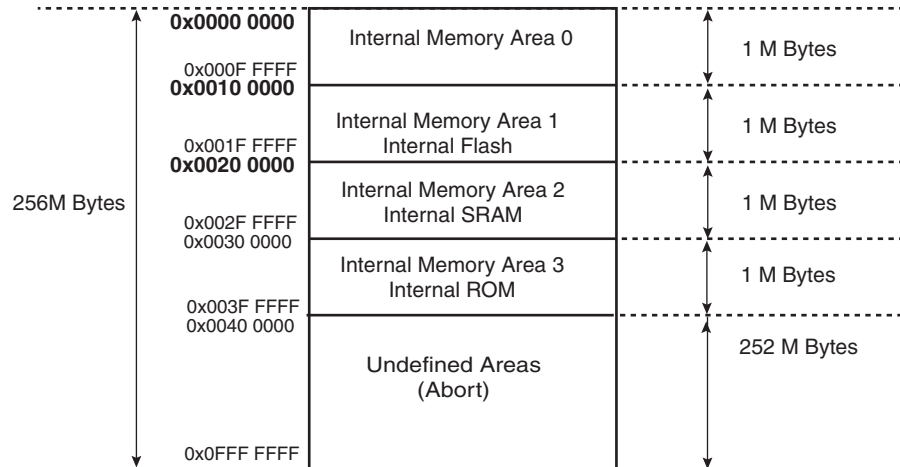 0x0000 0000
Internal Memory Area 0
1 M Bytes
0x000F FFFF
0x0010 0000
Internal Memory Area 1
Internal Flash
1 M Bytes
0x001F FFFF
0x0020 0000
256M Bytes
Internal Memory Area 2
Internal SRAM
1 M Bytes
0x002F FFFF
0x0030 0000
Internal Memory Area 3
Internal ROM
1 M Bytes
0x003F FFFF
0x0040 0000
252 M Bytes
Undefined Areas
(Abort)
0x0FFF FFFF